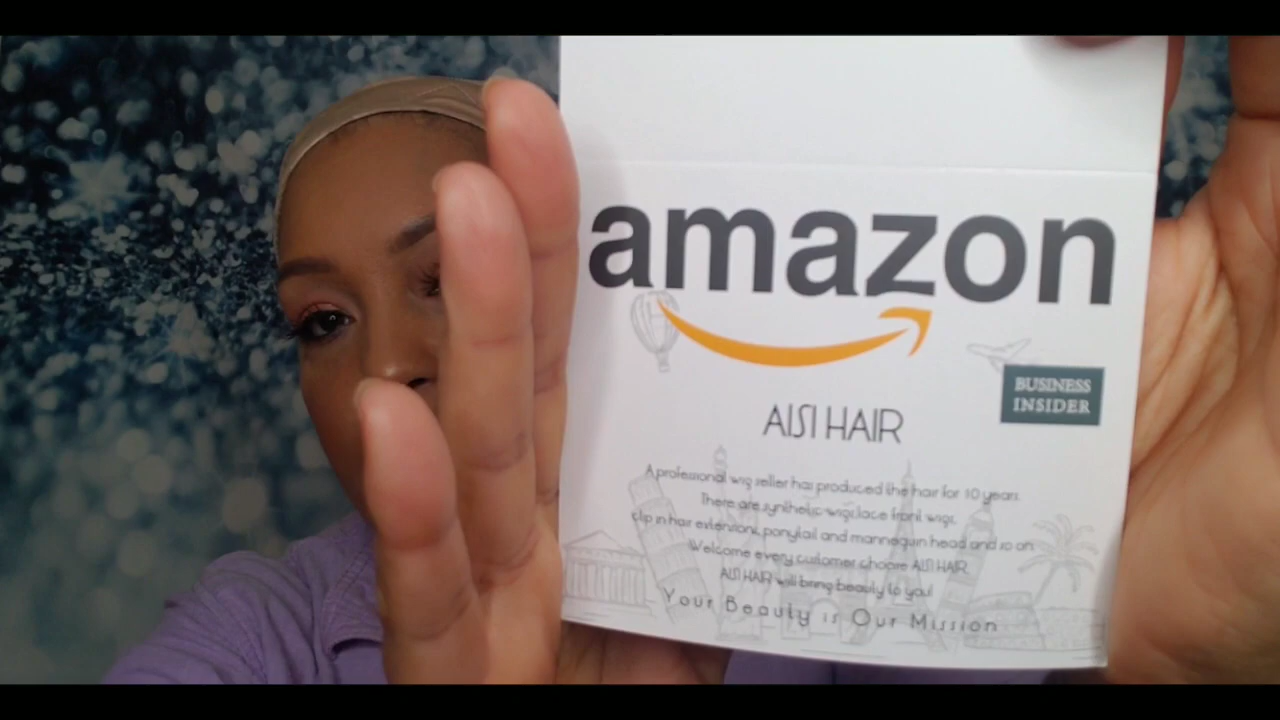 amazon
BUSINESS
INSIDER
AISI HAIR
A professional wig seller has produced the hair for 10 years.
There are synthetic wigs, lace front wigs,
clip in hair extensions, ponytail and mannequin head and so on.
Welcome every customer choose AISI HAIR,
AISI HAIR will bring beauty to you!
Your Beauty is Our Mission